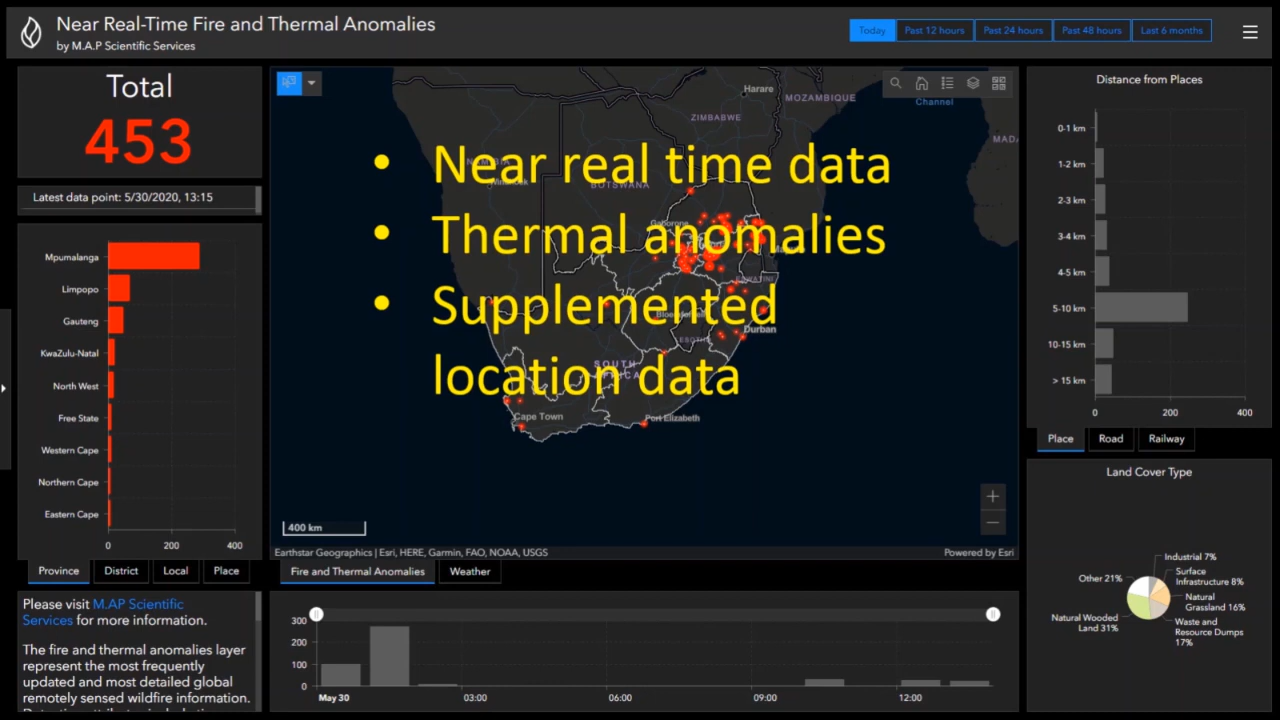 Near Real-Time Fire and Thermal Anomalies
by M.A.P Scientific Services
Today
Past 12 hours
Past 24 hours
Past 48 hours
Last 6 months
Total
453
Latest data point: 5/30/2020, 13:15
Mpumalanga
Limpopo
Gauteng
KwaZulu-Natal
North West
Free State
Western Cape
Northern Cape
Eastern Cape
0
200
400
Province
District
Local
Place
Please visit M.AP Scientific
Services for more information.
The fire and thermal anomalies layer
represent the most frequently
updated and most detailed global
remotely sensed wildfire information.
• Near real time data
• Thermal anomalies
• Supplemented
location data
Harare
MOZAMBIQUE
Channel
ZIMBABWE
BOTSWANA
Gaborone
Durban
SOUTH
AFRICA
Cape Town
Port Elizabeth
400 km
Earthstar Geographics | Esri, HERE, Garmin, FAO, NOAA, USGS
Powered by Esri
Fire and Thermal Anomalies
Weather
300
200
100
0
May 30
03:00
06:00
09:00
12:00
Distance from Places
0-1 km
1-2 km
2-3 km
3-4 km
4-5 km
5-10 km
10-15 km
> 15 km
0
200
400
Place
Road
Railway
Land Cover Type
Industrial 7%
Surface
Infrastructure 8%
Natural
Grassland 16%
Waste and
Resource Dumps
17%
Natural Wooded
Land 31%
Other 21%